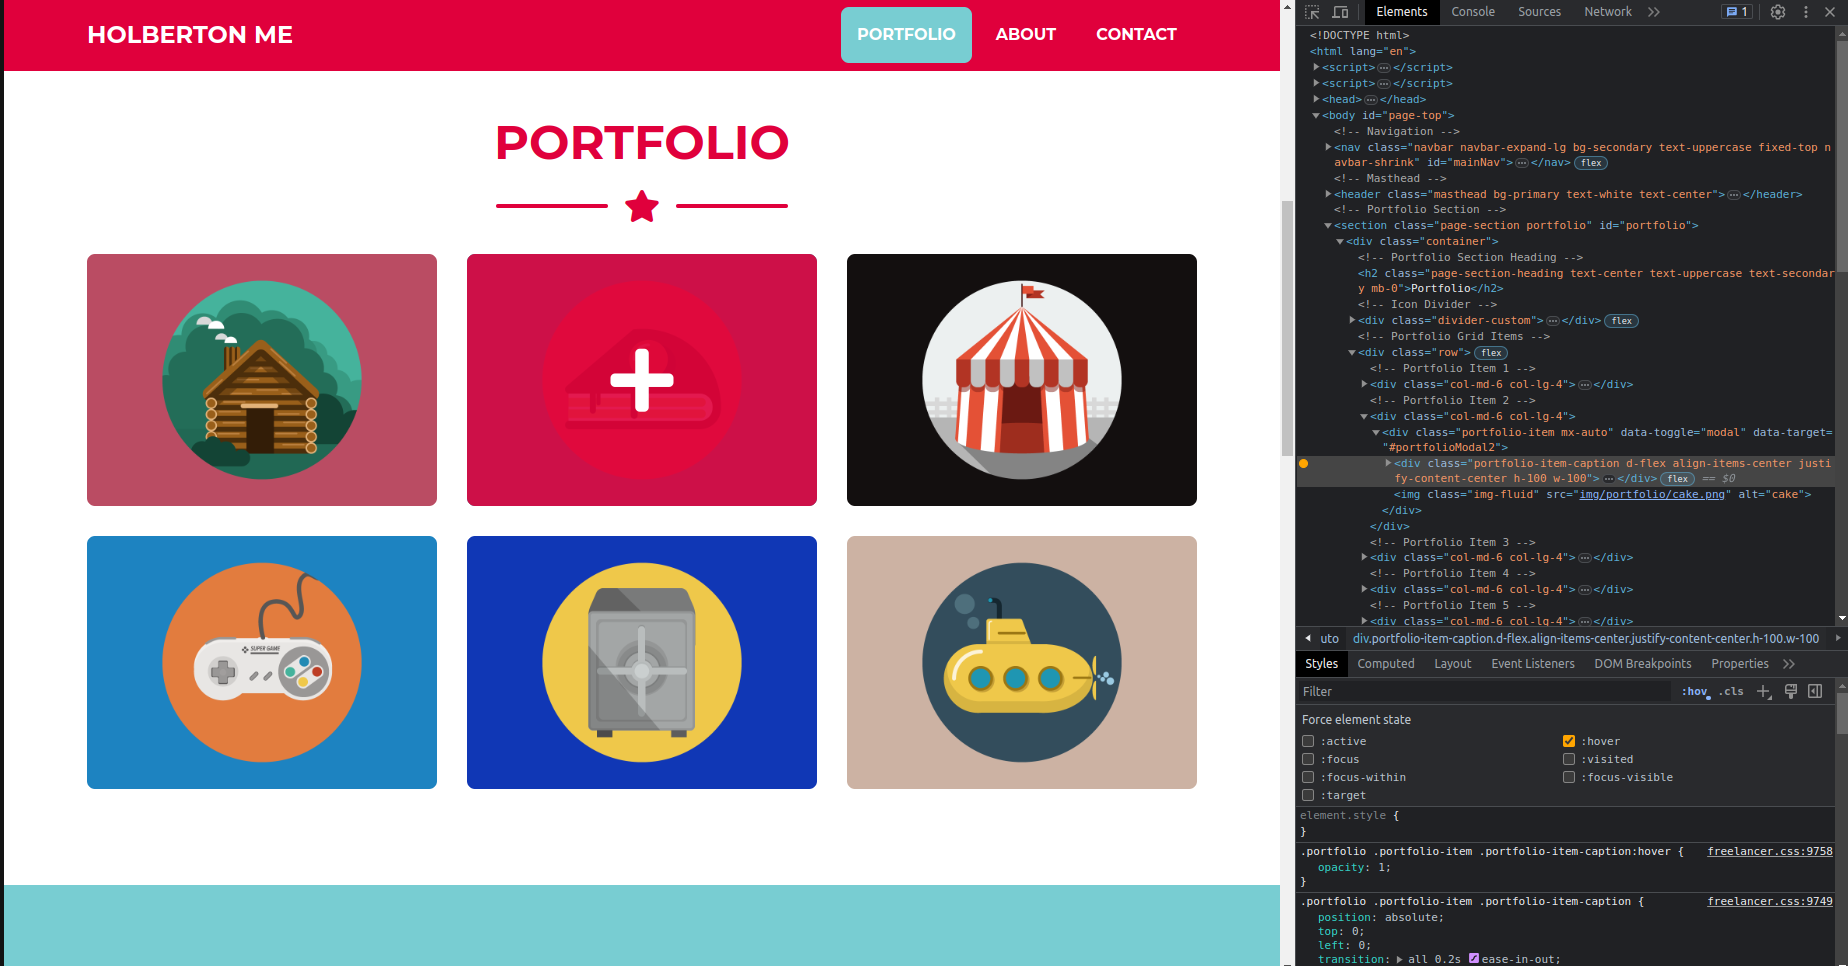 HOLBERTON ME
PORTFOLIO
ABOUT
CONTACT
PORTFOLIO
SUPER GAME
Elements
Console
Sources
Network
1
<!DOCTYPE html>
<html lang="en">
<script>…</script>
<script>…</script>
<head>…</head>
<body id="page-top">
<!-- Navigation -->
<nav class="navbar navbar-expand-lg bg-secondary text-uppercase fixed-top n
avbar-shrink" id="mainNav">…</nav> flex
<!-- Masthead -->
<header class="masthead bg-primary text-white text-center">…</header>
<!-- Portfolio Section -->
<section class="page-section portfolio" id="portfolio">
<div class="container">
<!-- Portfolio Section Heading -->
<h2 class="page-section-heading text-center text-uppercase text-secondar
y mb-0">Portfolio</h2>
<!-- Icon Divider -->
<div class="divider-custom">…</div> flex
<!-- Portfolio Grid Items -->
<div class="row"> flex
<!-- Portfolio Item 1 -->
<div class="col-md-6 col-lg-4">…</div>
<!-- Portfolio Item 2 -->
<div class="col-md-6 col-lg-4">
<div class="portfolio-item mx-auto" data-toggle="modal" data-target=
"#portfolioModal2">
<div class="portfolio-item-caption d-flex align-items-center justi
fy-content-center h-100 w-100">…</div> flex == $0
<img class="img-fluid" src="img/portfolio/cake.png" alt="cake">
</div>
</div>
<!-- Portfolio Item 3 -->
<div class="col-md-6 col-lg-4">…</div>
<!-- Portfolio Item 4 -->
<div class="col-md-6 col-lg-4">…</div>
<!-- Portfolio Item 5 -->
<div class="col-md-6 col-lg-4">…</div>
uto div.portfolio-item-caption.d-flex.align-items-center.justify-content-center.h-100.w-100
Styles
Computed
Layout
Event Listeners
DOM Breakpoints
Properties
Filter
:hov
.cls
Force element state
:active
:hover
:focus
:visited
:focus-within
:focus-visible
:target
element.style {
}
.portfolio .portfolio-item .portfolio-item-caption:hover { freelancer.css:9758
opacity: 1;
}
.portfolio .portfolio-item .portfolio-item-caption { freelancer.css:9749
position: absolute;
top: 0;
left: 0;
transition: all 0.2s ease-in-out;